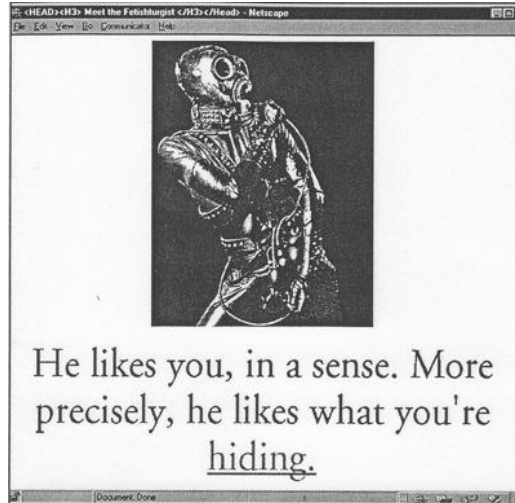 <HEAD><H3> Meet the Fetishturgist </H3></Head> - Netscape
File Edit View Go Communicator Help
He likes you, in a sense. More
precisely, he likes what you're
hiding.
Document: Done